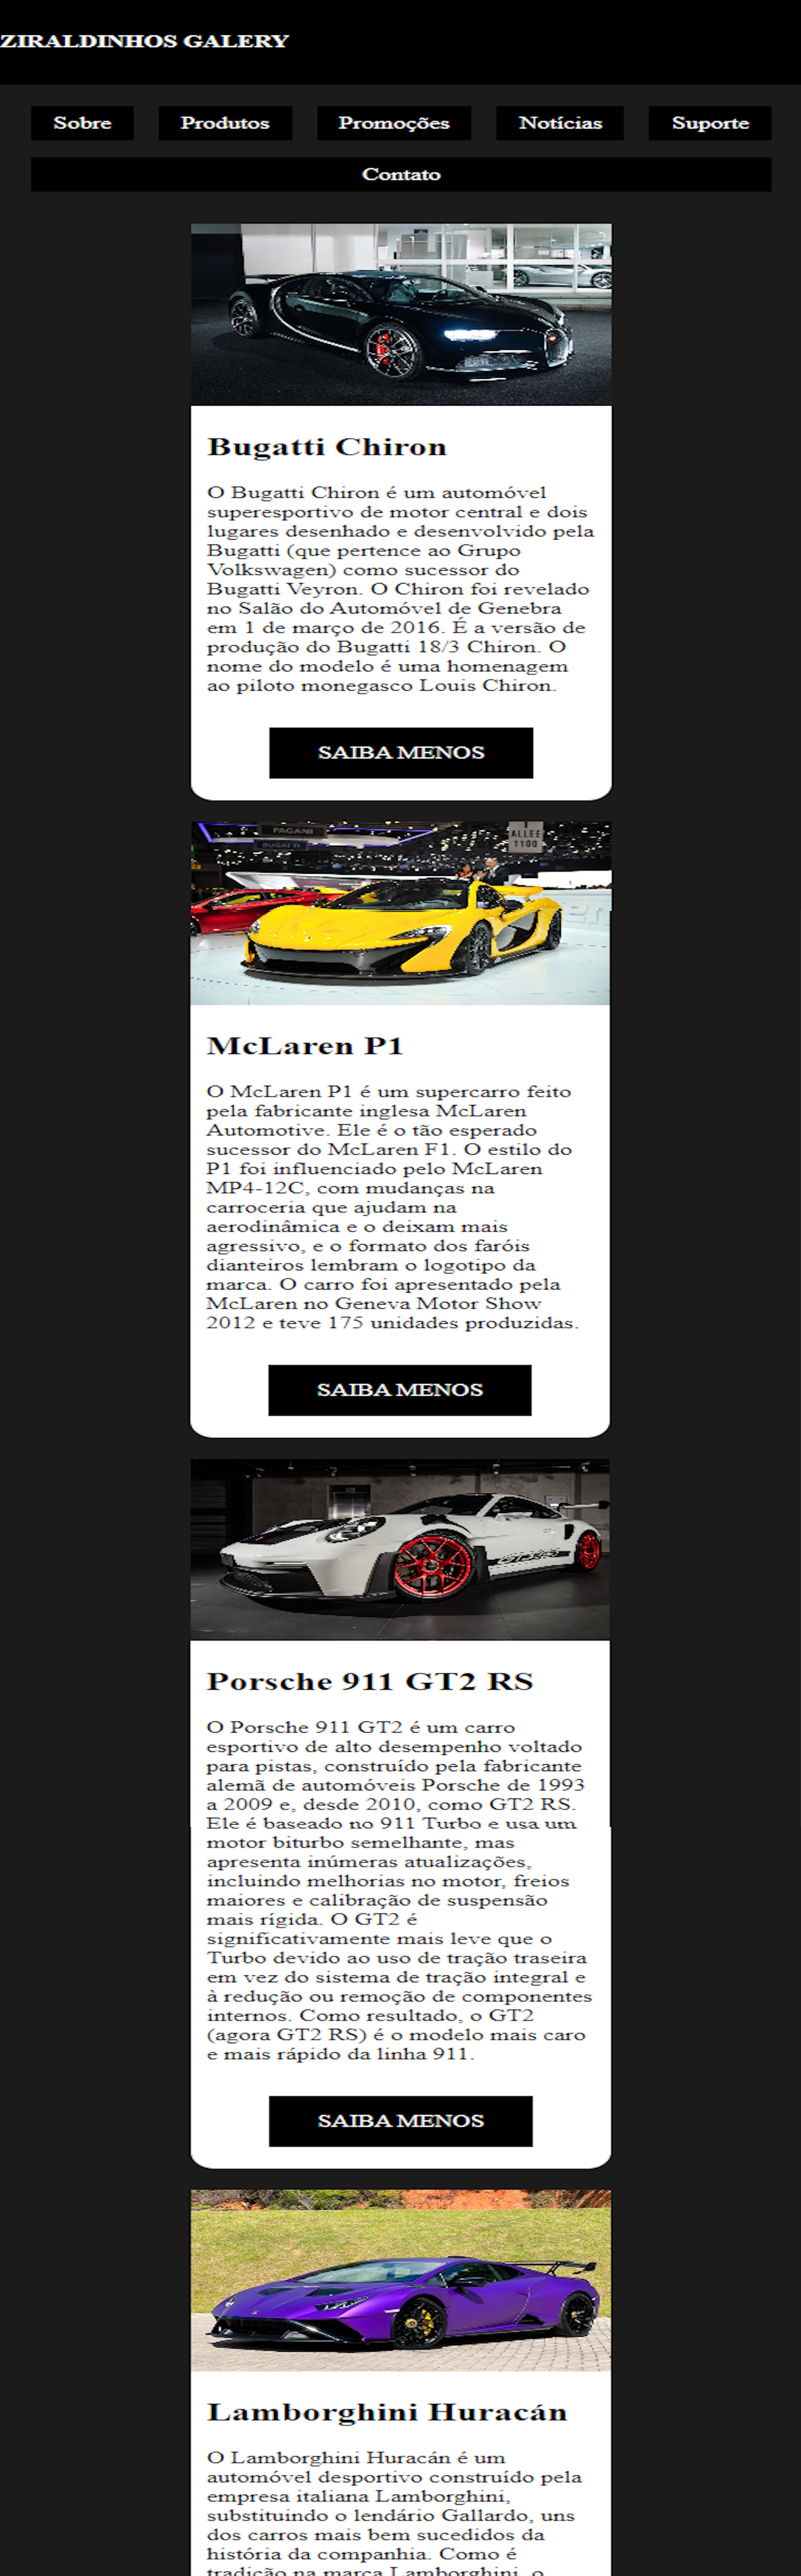 ZIRALDINHOS GALERY
Sobre
Produtos
Promoções
Notícias
Suporte
Contato
Bugatti Chiron
O Bugatti Chiron é um automóvel
superesportivo de motor central e dois
lugares desenhado e desenvolvido pela
Bugatti (que pertence ao Grupo
Volkswagen) como sucessor do
Bugatti Veyron. O Chiron foi revelado
no Salão do Automóvel de Genebra
em 1 de março de 2016. É a versão de
produção do Bugatti 18/3 Chiron. O
nome do modelo é uma homenagem
ao piloto monegasco Louis Chiron.
SAIBA MENOS
PAGANI
BUGATTI
ALLEE
1100
McLaren P1
O McLaren P1 é um supercarro feito
pela fabricante inglesa McLaren
Automotive. Ele é o tão esperado
sucessor do McLaren F1. O estilo do
P1 foi influenciado pelo McLaren
MP4-12C, com mudanças na
carroceria que ajudam na
aerodinâmica e o deixam mais
agressivo, e o formato dos faróis
dianteiros lembram o logotipo da
marca. O carro foi apresentado pela
McLaren no Geneva Motor Show
2012 e teve 175 unidades produzidas.
SAIBA MENOS
Porsche 911 GT2 RS
O Porsche 911 GT2 é um carro
esportivo de alto desempenho voltado
para pistas, construído pela fabricante
alemã de automóveis Porsche de 1993
a 2009 e, desde 2010, como GT2 RS.
Ele é baseado no 911 Turbo e usa um
motor biturbo semelhante, mas
apresenta inúmeras atualizações,
incluindo melhorias no motor, freios
maiores e calibração de suspensão
mais rígida. O GT2 é
significativamente mais leve que o
Turbo devido ao uso de tração traseira
em vez do sistema de tração integral e
à redução ou remoção de componentes
internos. Como resultado, o GT2
(agora GT2 RS) é o modelo mais caro
e mais rápido da linha 911.
SAIBA MENOS
Lamborghini Huracán
O Lamborghini Huracán é um
automóvel desportivo construído pela
empresa italiana Lamborghini,
substituindo o lendário Gallardo, uns
dos carros mais bem sucedidos da
história da companhia. Como é
tradição na marca Lamborghini, o